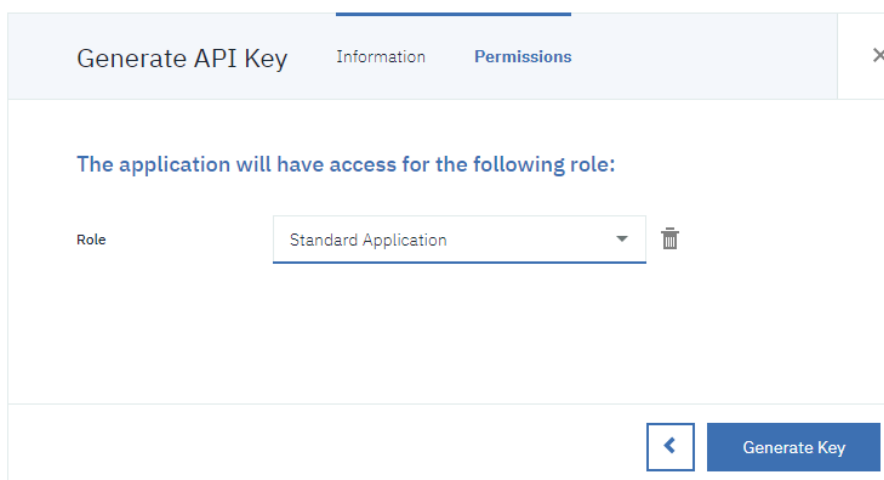 Generate API Key Information Permissions
The application will have access for the following role:
Role Standard Application
Generate Key